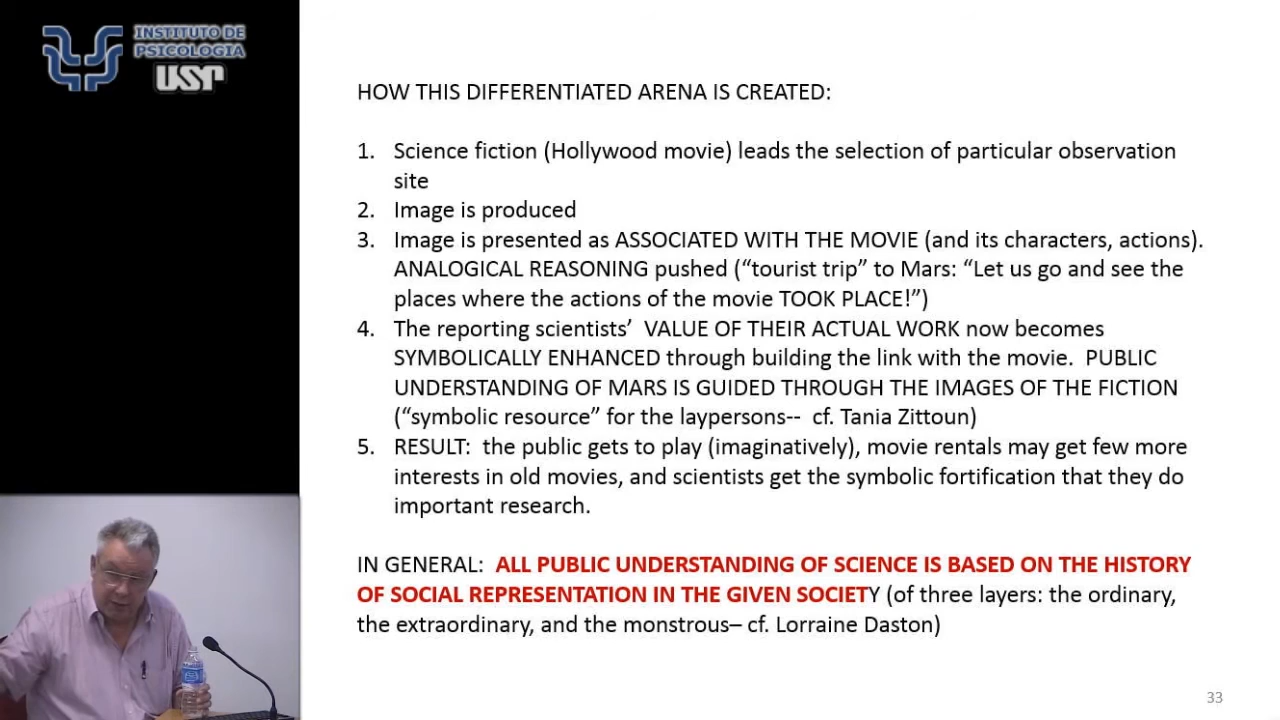 INSTITUTO DE
PSICOLOGIA
USP
HOW THIS DIFFERENTIATED ARENA IS CREATED:
1. Science fiction (Hollywood movie) leads the selection of particular observation
site
2. Image is produced
3. Image is presented as ASSOCIATED WITH THE MOVIE (and its characters, actions).
ANALOGICAL REASONING pushed (“tourist trip” to Mars: “Let us go and see the
places where the actions of the movie TOOK PLACE!”)
4. The reporting scientists’ VALUE OF THEIR ACTUAL WORK now becomes
SYMBOLICALLY ENHANCED through building the link with the movie. PUBLIC
UNDERSTANDING OF MARS IS GUIDED THROUGH THE IMAGES OF THE FICTION
(“symbolic resource” for the laypersons-- cf. Tania Zittoun)
5. RESULT: the public gets to play (imaginatively), movie rentals may get few more
interests in old movies, and scientists get the symbolic fortification that they do
important research.
IN GENERAL: ALL PUBLIC UNDERSTANDING OF SCIENCE IS BASED ON THE HISTORY
OF SOCIAL REPRESENTATION IN THE GIVEN SOCIETY (of three layers: the ordinary,
the extraordinary, and the monstrous– cf. Lorraine Daston)
33